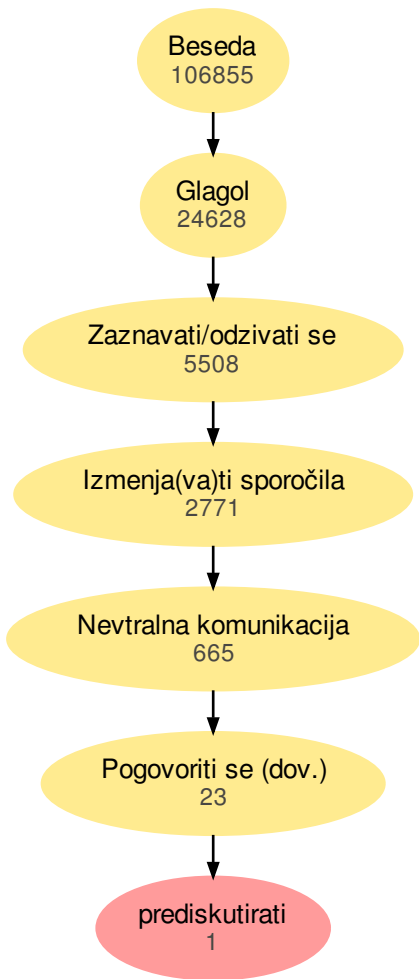 Beseda
106855
Glagol
24628
Zaznavati/odzivati se
5508
Izmenja(va)ti sporočila
2771
Nevtralna komunikacija
665
Pogovoriti se (dov.)
23
prediskutirati
1